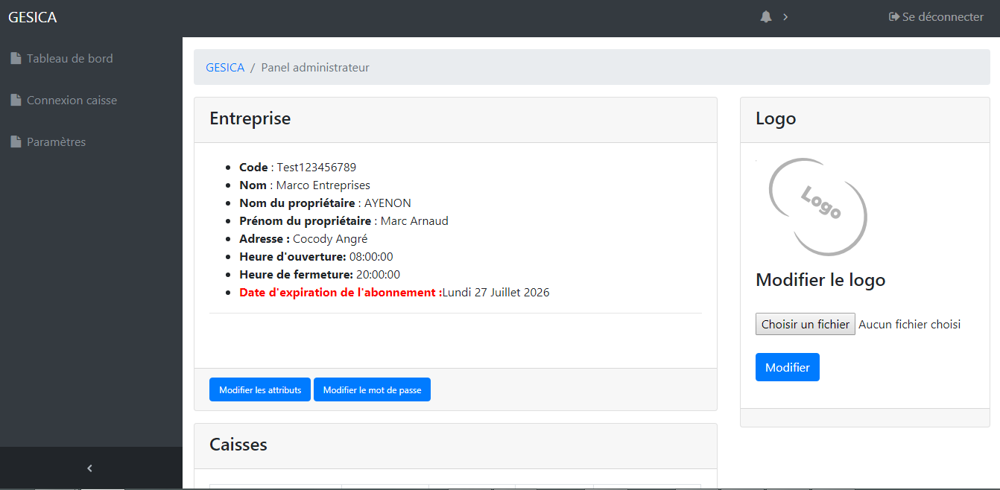 GESICA
Se déconnecter
Tableau de bord
Connexion caisse
Paramètres
GESICA / Panel administrateur
Entreprise
Code : Test123456789
Nom : Marco Entreprises
Nom du propriétaire : AYENON
Prénom du propriétaire : Marc Arnaud
Adresse : Cocody Angré
Heure d'ouverture: 08:00:00
Heure de fermeture: 20:00:00
Date d'expiration de l'abonnement :Lundi 27 Juillet 2026
Modifier les attributs
Modifier le mot de passe
Caisses
Logo
Logo
Modifier le logo
Choisir un fichier Aucun fichier choisi
Modifier